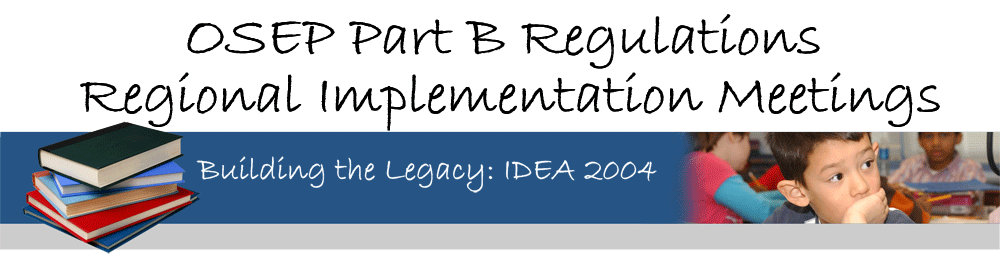 OSEP Part B Regulations
Regional Implementation Meetings
Building the Legacy: IDEA 2004